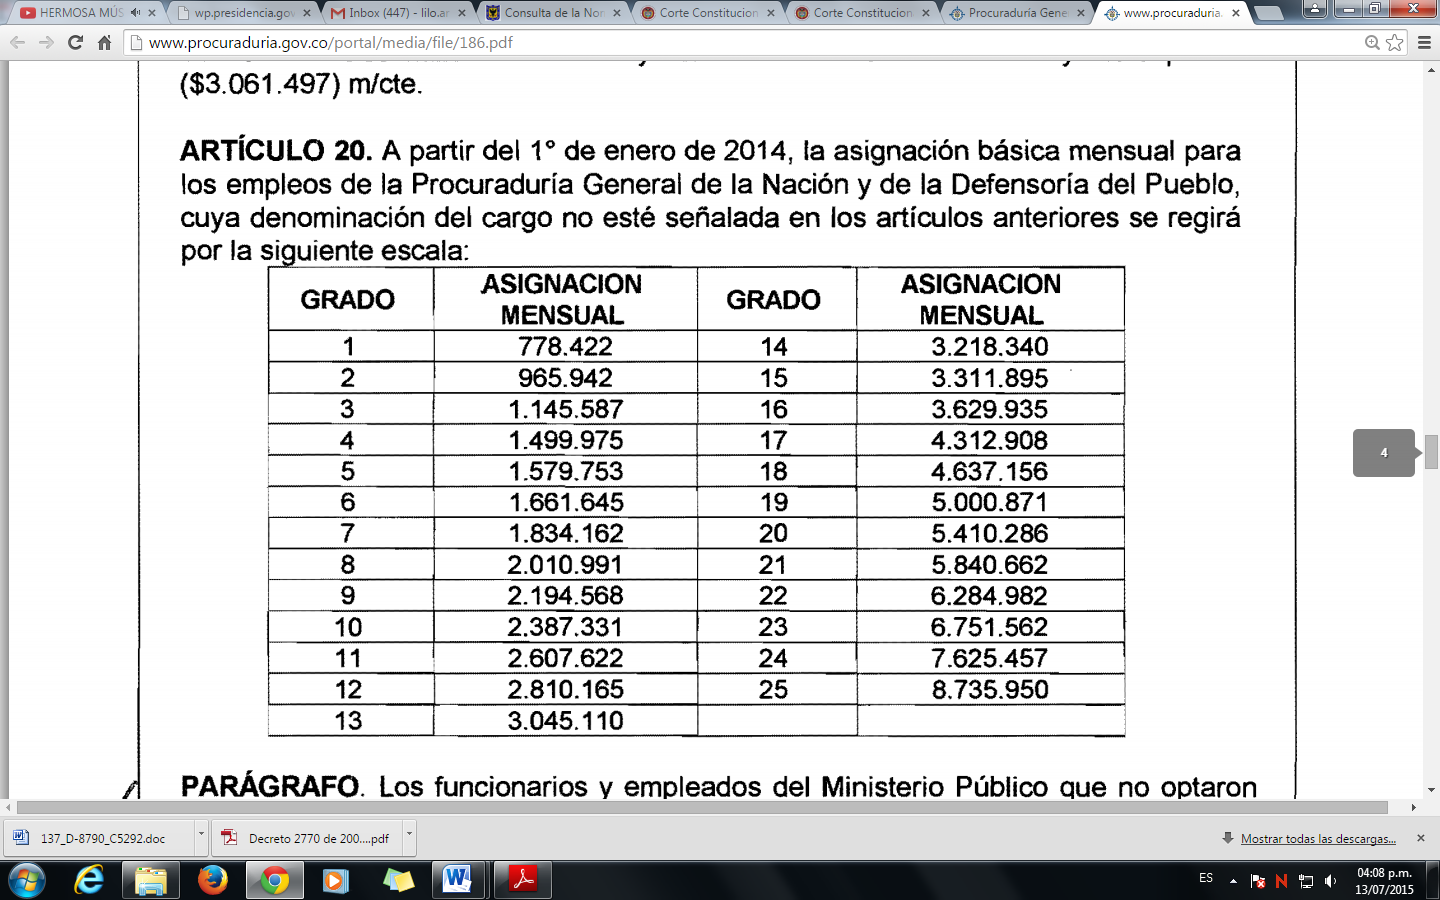 HERMOSA MÚS
wp.presidencia.gov
Inbox (447) - lilo.ar
Consulta de la Nor
Corte Constitucion
Corte Constitucion
Procuraduría Gene
www.procuraduria.
www.procuraduria.gov.co/portal/media/file/186.pdf
($3.061.497) m/cte.
ARTÍCULO 20. A partir del 1° de enero de 2014, la asignación básica mensual para
los empleos de la Procuraduría General de la Nación y de la Defensoría del Pueblo,
cuya denominación del cargo no esté señalada en los artículos anteriores se regirá
por la siguiente escala:
GRADO ASIGNACION MENSUAL GRADO ASIGNACION MENSUAL
1 778.422 14 3.218.340
2 965.942 15 3.311.895
3 1.145.587 16 3.629.935
4 1.499.975 17 4.312.908
5 1.579.753 18 4.637.156
6 1.661.645 19 5.000.871
7 1.834.162 20 5.410.286
8 2.010.991 21 5.840.662
9 2.194.568 22 6.284.982
10 2.387.331 23 6.751.562
11 2.607.622 24 7.625.457
12 2.810.165 25 8.735.950
13 3.045.110
4
PARÁGRAFO. Los funcionarios y empleados del Ministerio Público que no optaron
137_D-8790_C5292.doc
Decreto 2770 de 200....pdf
Mostrar todas las descargas...
ES
04:08 p.m.
13/07/2015